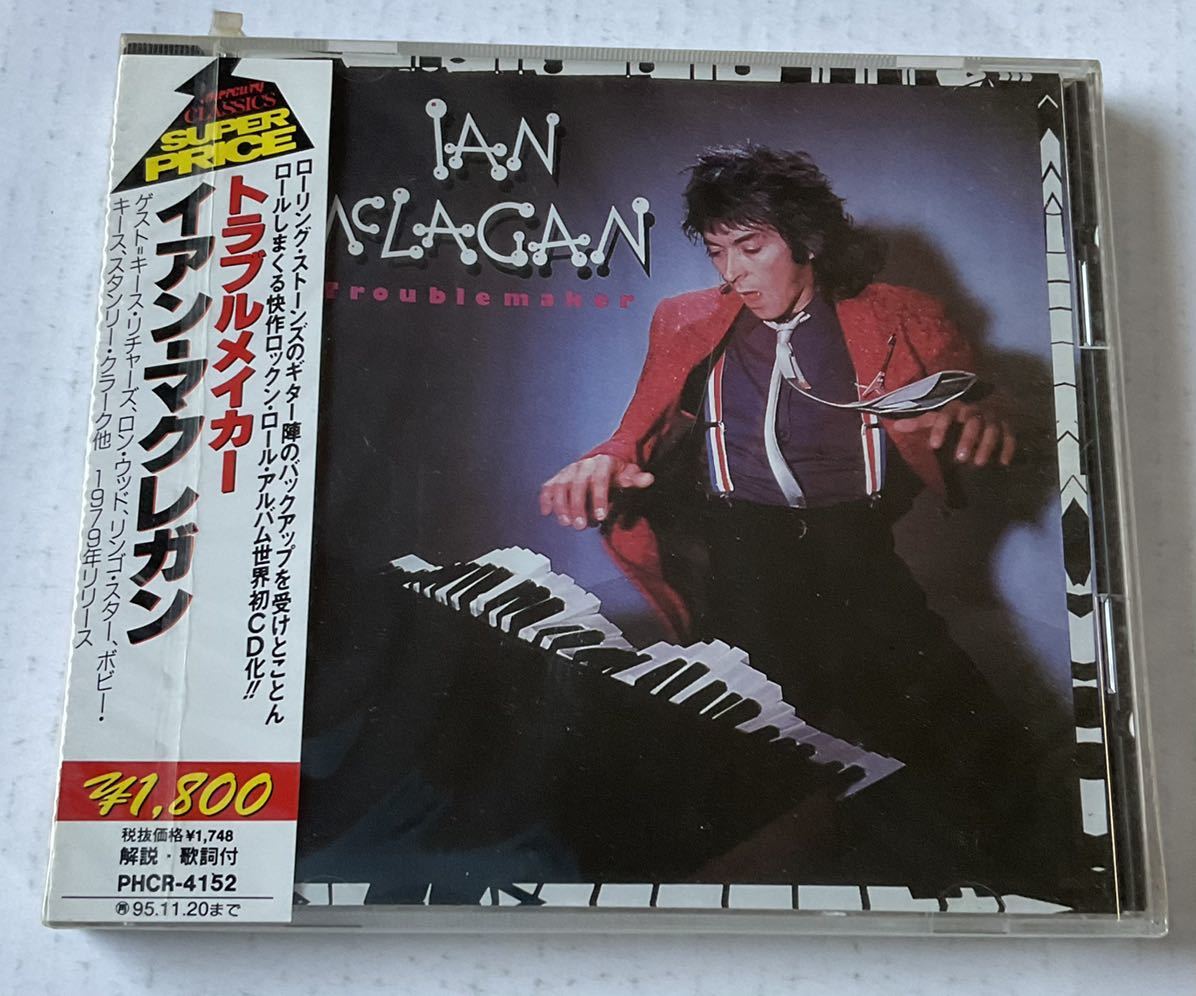 mercury
CLASSICS
SUPER
PRICE
ローリング・ストーンズのギター陣のバックアップを受けとことん
ロールしまくる快作ロックン・ロール・アルバム世界初CD化!!
トラブルメイカー
イアン・マクレガン
ゲスト=キース・リチャーズ、ロン・ウッド、リンゴ・スター、ボビー・
キース、スタンリー・クラーク他 1979年リリース
¥1,800
税抜価格¥1,748
解説・歌詞付
PHCR-4152
再95.11.20まで
IAN
McLAGAN
Troublemaker